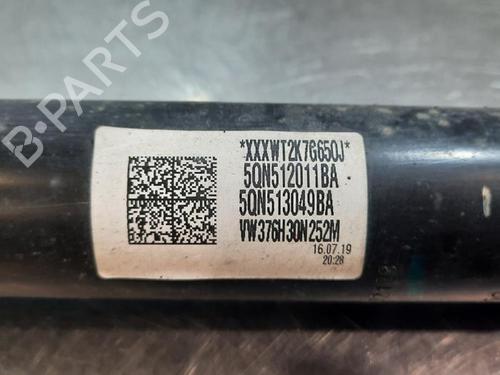 *XXXWT2K7G650J*
5QN512011BA
5QN513049BA
VW376H30N252M
16.07.19
20:28
B-PARTS